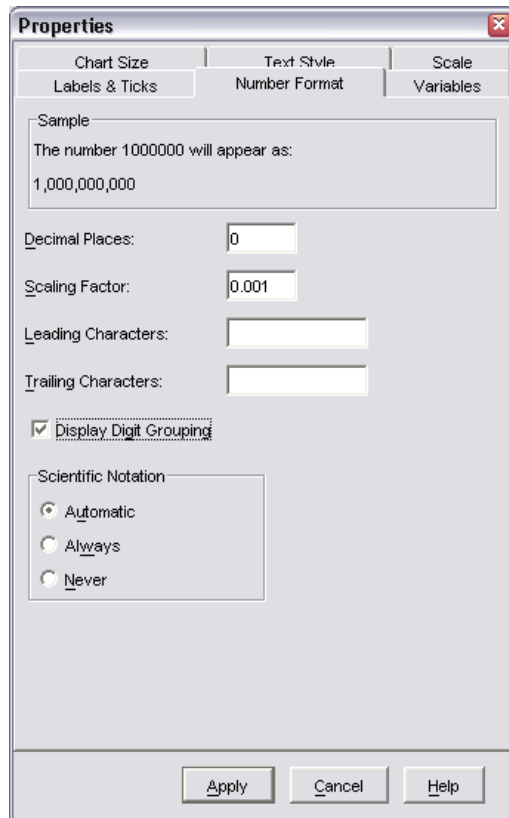 Properties
Chart Size Text Style Scale
Labels & Ticks Number Format Variables
Sample
The number 1000000 will appear as:
1,000,000,000
Decimal Places: 0
Scaling Factor: 0.001
Leading Characters:
Trailing Characters:
Display Digit Grouping
Scientific Notation
Automatic
Always
Never
Apply Cancel Help